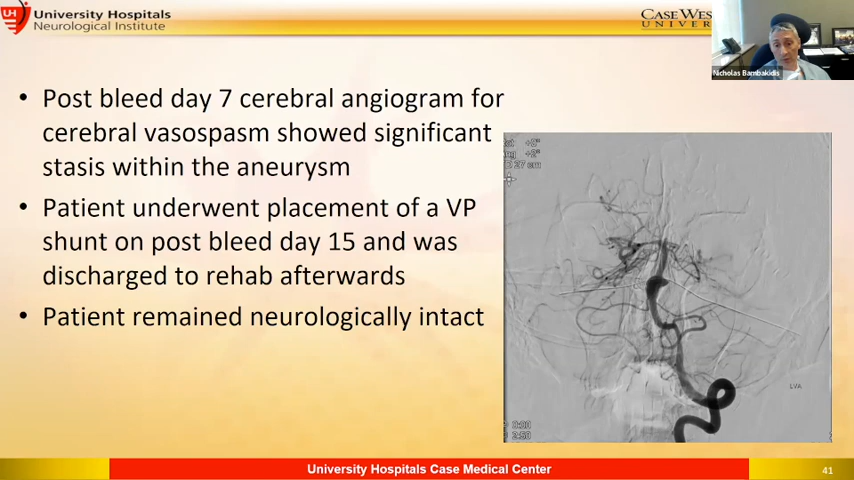 University Hospitals
Neurological Institute
Nicholas Bambakidis
• Post bleed day 7 cerebral angiogram for
cerebral vasospasm showed significant
stasis within the aneurysm
• Patient underwent placement of a VP
shunt on post bleed day 15 and was
discharged to rehab afterwards
• Patient remained neurologically intact
LVA
University Hospitals Case Medical Center
41